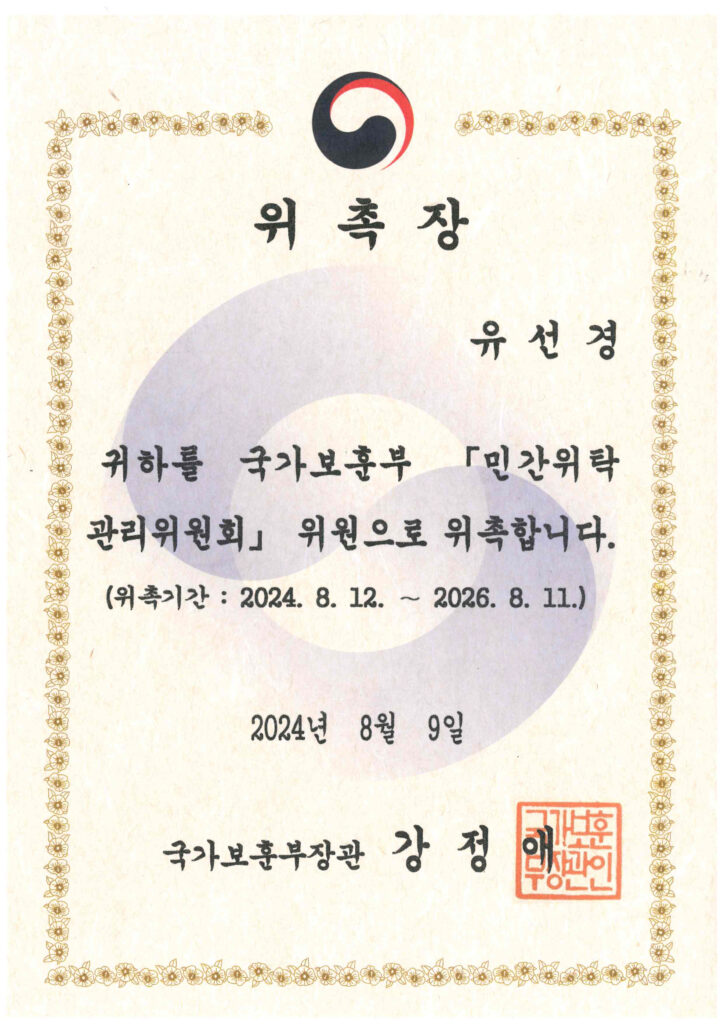 위 촉 장
유 선 경
귀하를 국가보훈부 「민간위탁
관리위원회」 위원으로 위촉합니다.
(위촉기간 : 2024. 8. 12. ~ 2026. 8. 11.)
2024년 8월 9일
국가보훈부장관 강 정 애
국가보훈
부장관인